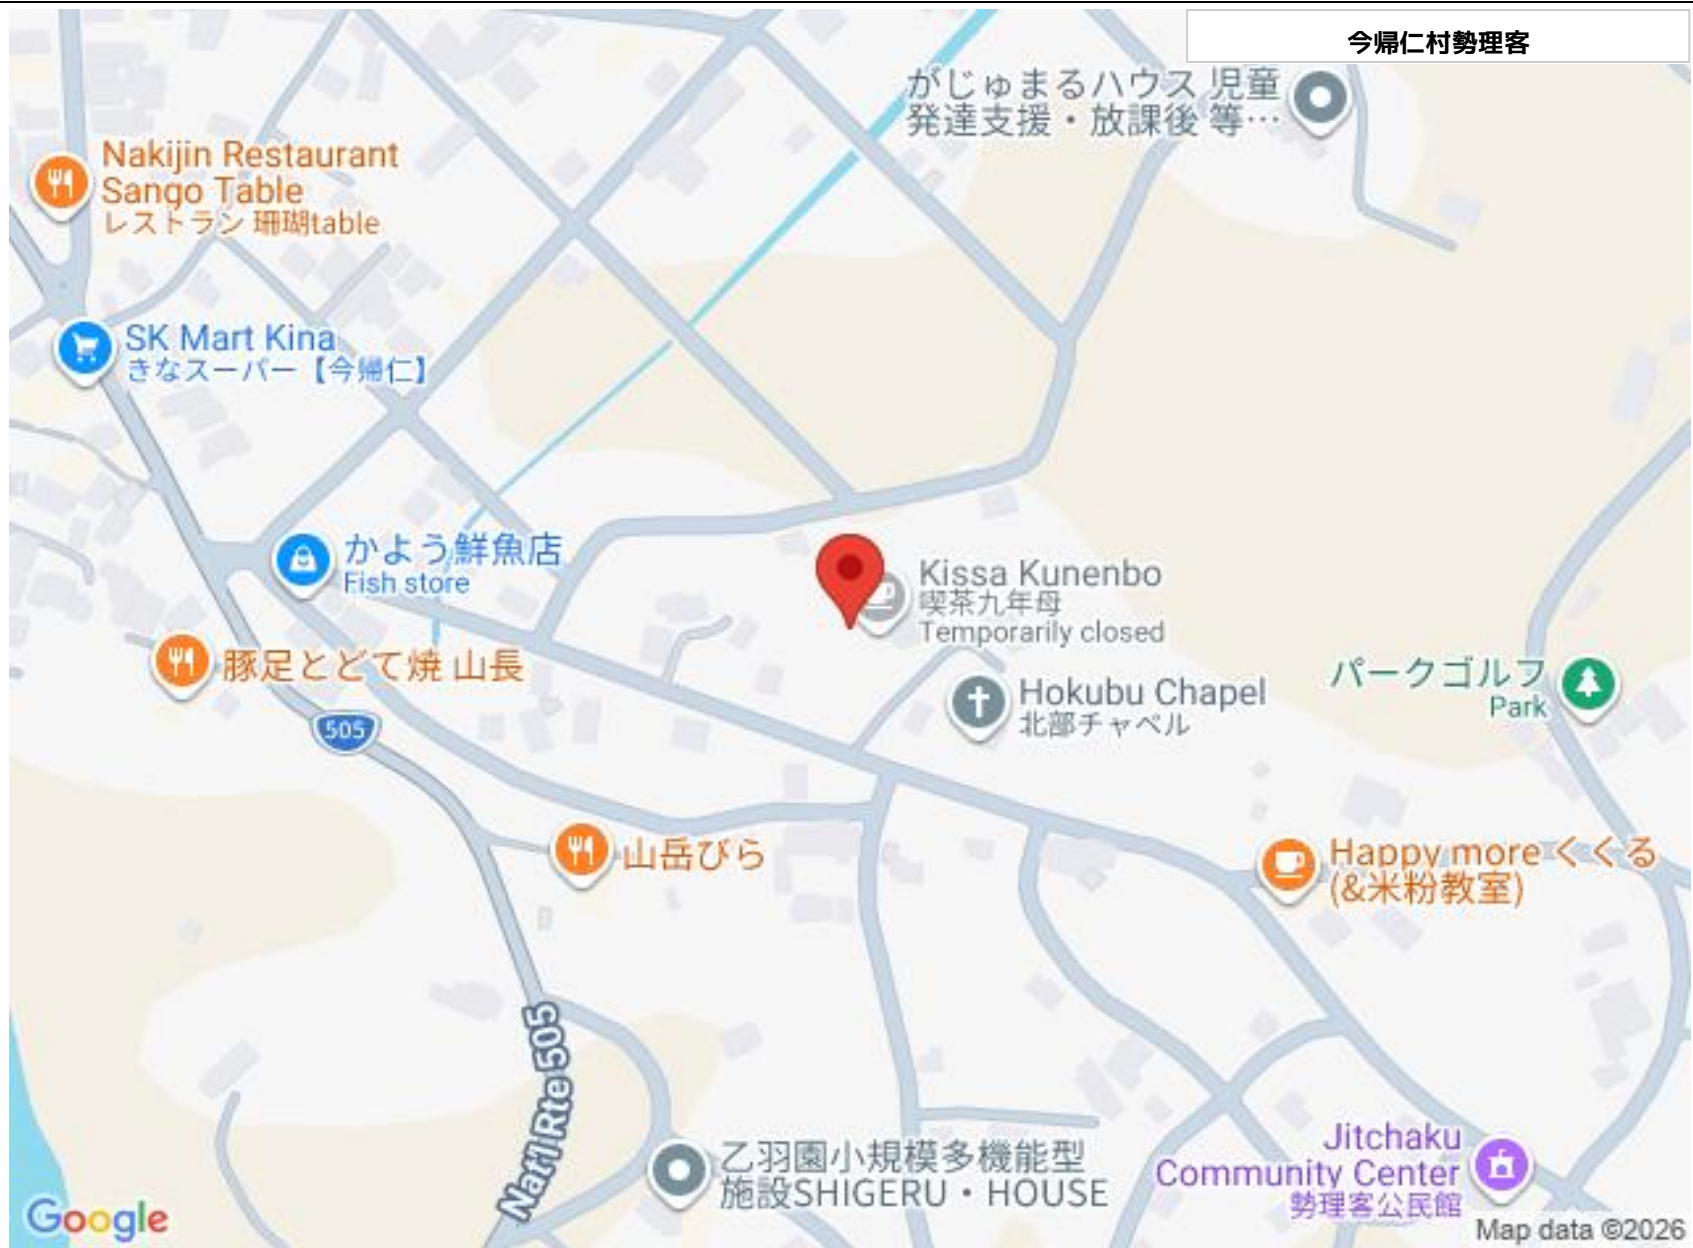 今帰仁村勢理客
がじゅまるハウス 児童
発達支援・放課後 等…
Nakijin Restaurant
Sango Table
レストラン 珊瑚table
SK Mart Kina
きなスーパー【今帰仁】
かよう鮮魚店
Fish store
Kissa Kunenbo
喫茶九年母
Temporarily closed
豚足とどて焼 山長
Hokubu Chapel
北部チャペル
パークゴルフ
Park
505
山岳びら
Happy more くくる
(&米粉教室)
Nat'l Rte 505
乙羽園小規模多機能型
施設SHIGERU・HOUSE
Jitchaku
Community Center
勢理客公民館
Google
Map data ©2026